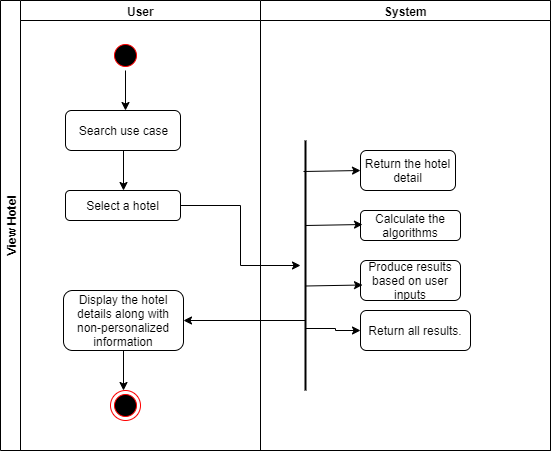 User
System
View Hotel
Search use case
Select a hotel
Display the hotel
details along with
non-personalized
information
Return the hotel
detail
Calculate the
algorithms
Produce results
based on user
inputs
Return all results.